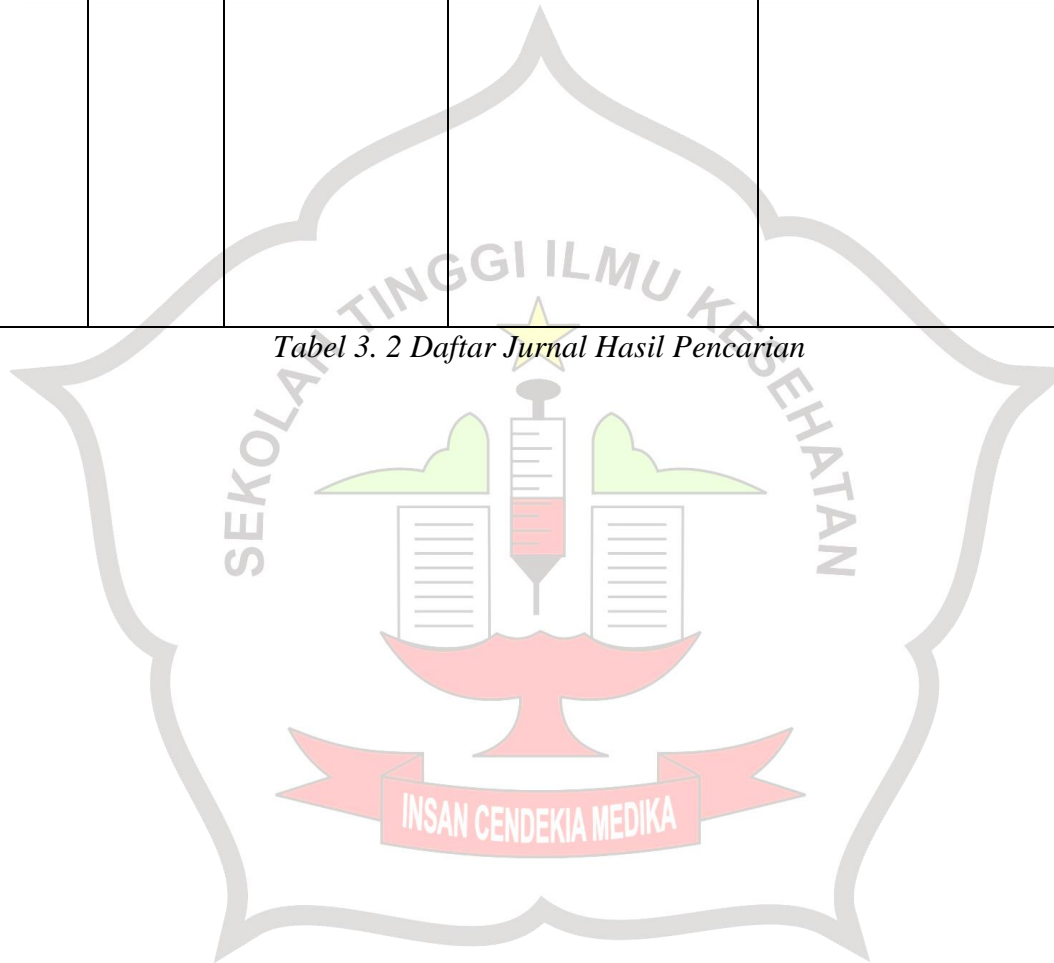 Tabel 3. 2 Daftar Jurnal Hasil Pencarian
SEKOLAH TINGGI ILMU KESEHATAN
INSAN CENDEKIA MEDIKA